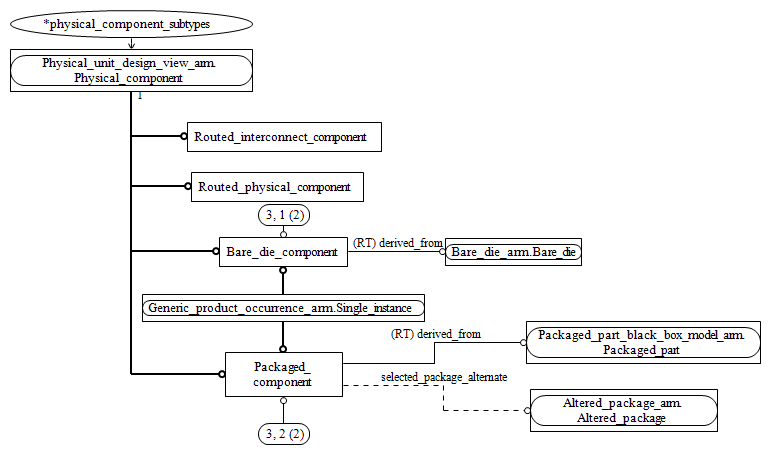 *physical_component_subtypes
Physical_unit_design_view_arm.
Physical_component
1
Routed_interconnect_component
Routed_physical_component
3, 1 (2)
Bare_die_component
(RT) derived_from
Bare_die_arm.Bare_die
Generic_product_occurrence_arm.Single_instance
(RT) derived_from
Packaged_part_black_box_model_arm.
Packaged_part
Packaged_
component
selected_package_alternate
Altered_package_arm.
Altered_package
3, 2 (2)